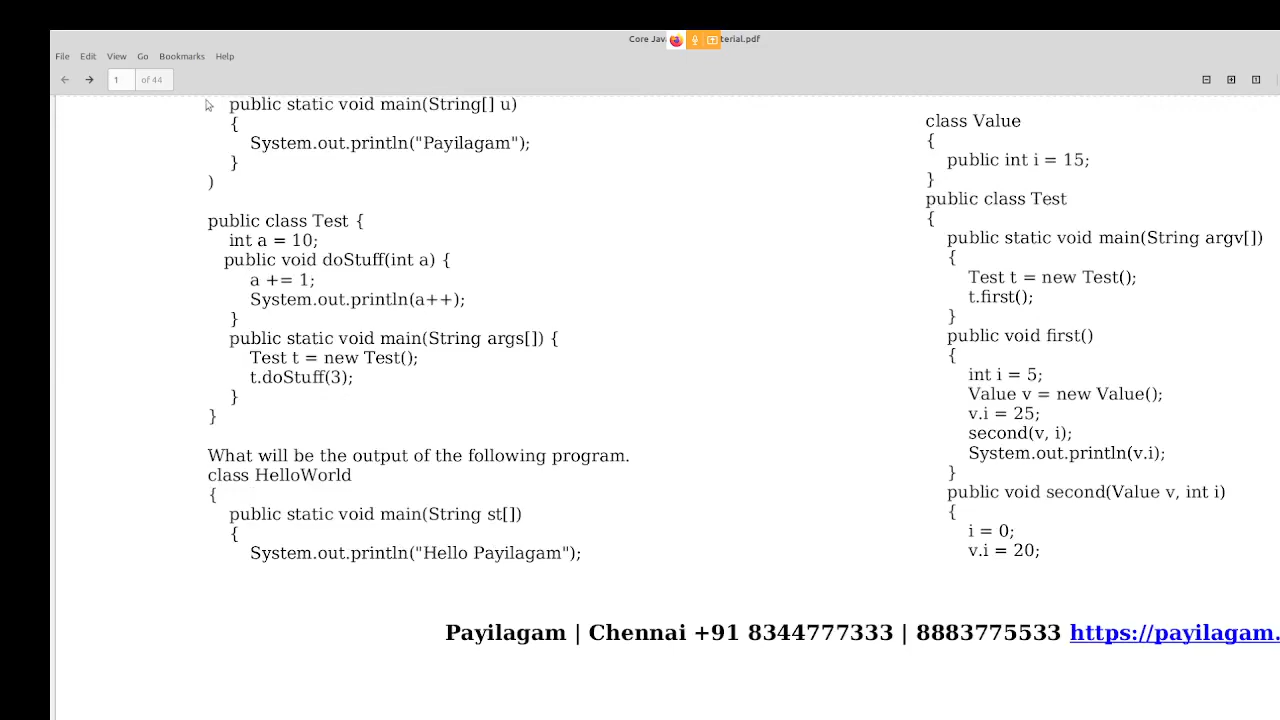 Core Jav terial.pdf
File Edit View Go Bookmarks Help
1 of 44
public static void main(String[] u)
{
System.out.println("Payilagam");
}
)
public class Test {
int a = 10;
public void doStuff(int a) {
a += 1;
System.out.println(a++);
}
public static void main(String args[]) {
Test t = new Test();
t.doStuff(3);
}
}
What will be the output of the following program.
class HelloWorld
{
public static void main(String st[])
{
System.out.println("Hello Payilagam");
class Value
{
public int i = 15;
}
public class Test
{
public static void main(String argv[])
{
Test t = new Test();
t.first();
}
public void first()
{
int i = 5;
Value v = new Value();
v.i = 25;
second(v, i);
System.out.println(v.i);
}
public void second(Value v, int i)
{
i = 0;
v.i = 20;
Payilagam | Chennai +91 8344777333 | 8883775533 https://payilagam.